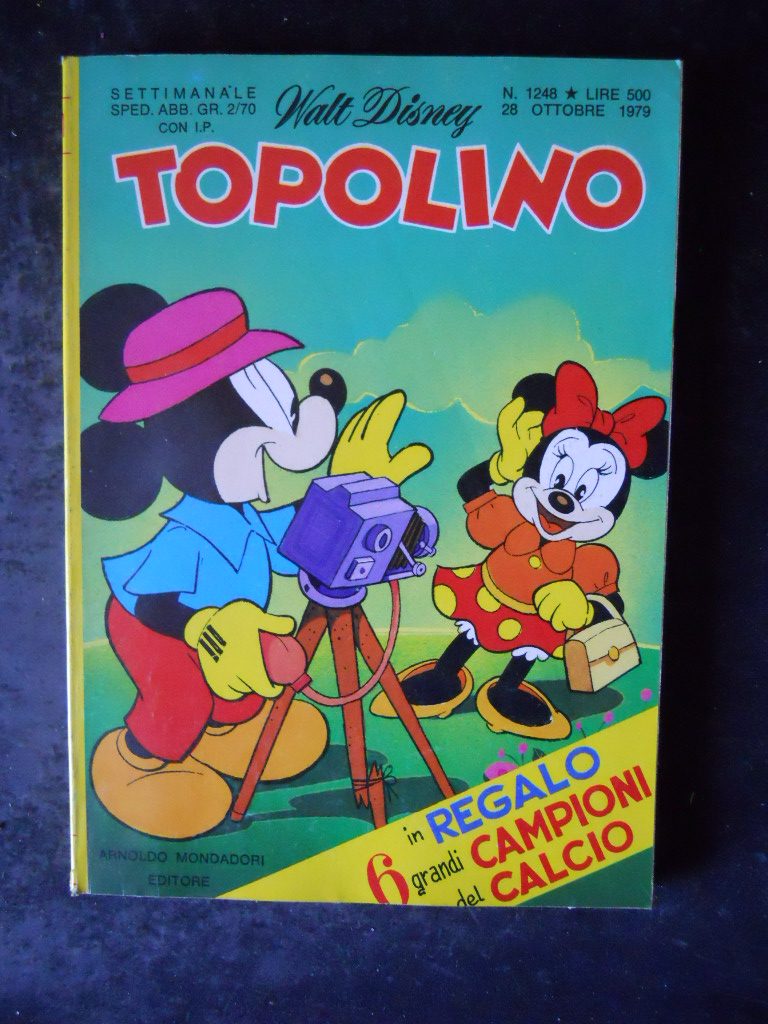 SETTIMANALE
SPED. ABB. GR. 2/70
CON I.P.
Walt Disney
N. 1248 ★ LIRE 500
28 OTTOBRE 1979
TOPOLINO
in REGALO
6 grandi CAMPIONI
del CALCIO
ARNOLDO MONDADORI
EDITORE